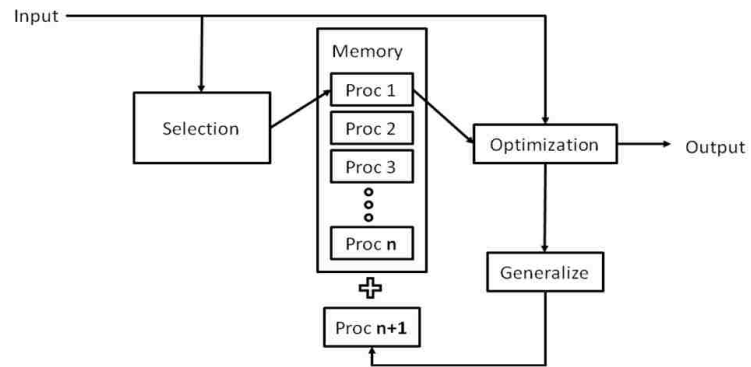 Input
Memory
Proc 1
Selection
Proc 2
Optimization
Output
Proc 3
Proc n
Generalize
Proc n+1